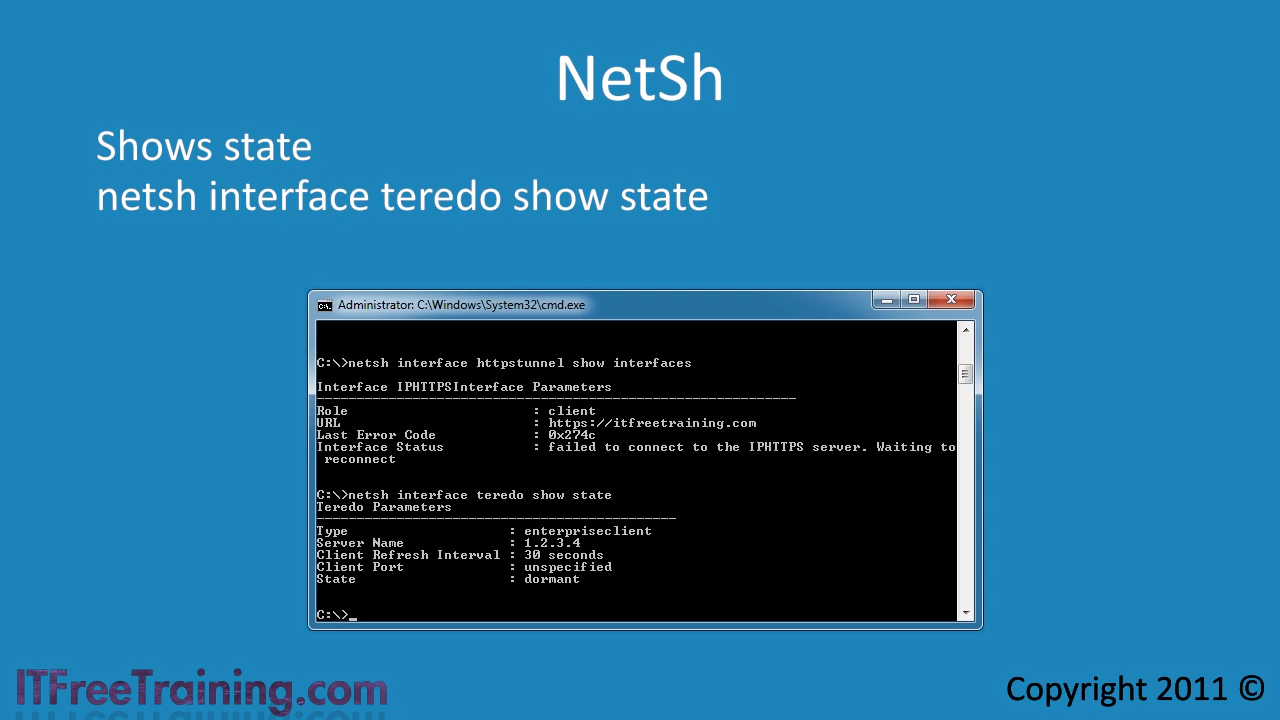 NetSh
Shows state
netsh interface teredo show state
Administrator: C:\Windows\System32\cmd.exe
C:\>netsh interface httpstunnel show interfaces
Interface IPHTTPSInterface Parameters
------------------------------------------------------------
Role : client
URL : https://itfreetraining.com
Last Error Code : 0x274c
Interface Status : failed to connect to the IPHTTPS server. Waiting to
reconnect
C:\>netsh interface teredo show state
Teredo Parameters
---------------------------------------------
Type : enterpriseclient
Server Name : 1.2.3.4
Client Refresh Interval : 30 seconds
Client Port : unspecified
State : dormant
C:\>_
ITFreeTraining.com
Copyright 2011 ©